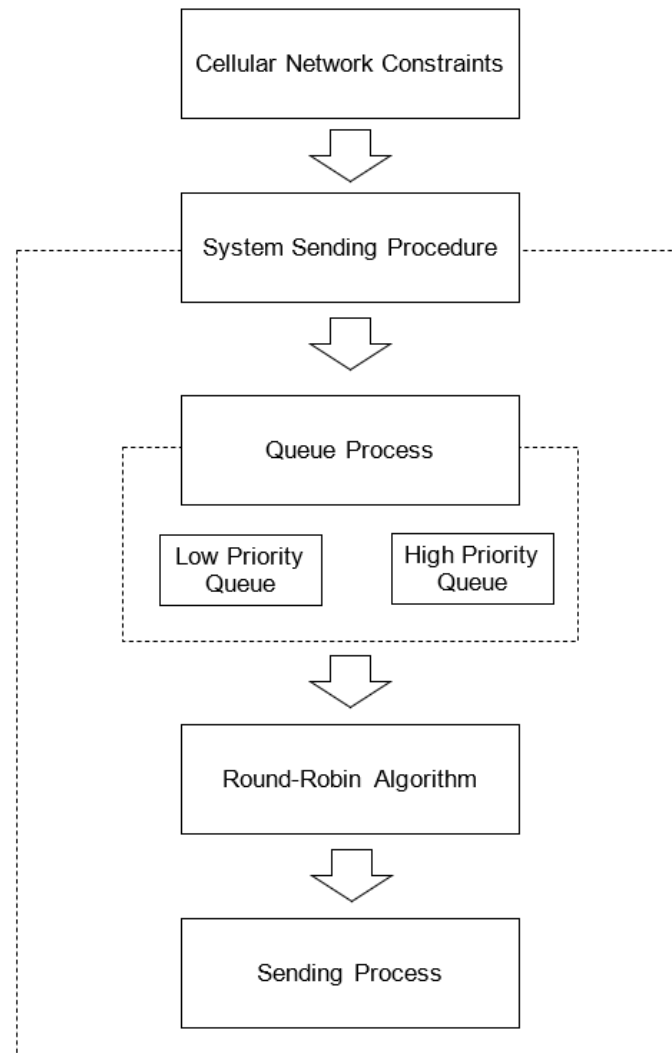 Cellular Network Constraints
System Sending Procedure
Queue Process
Low Priority
Queue
High Priority
Queue
Round-Robin Algorithm
Sending Process